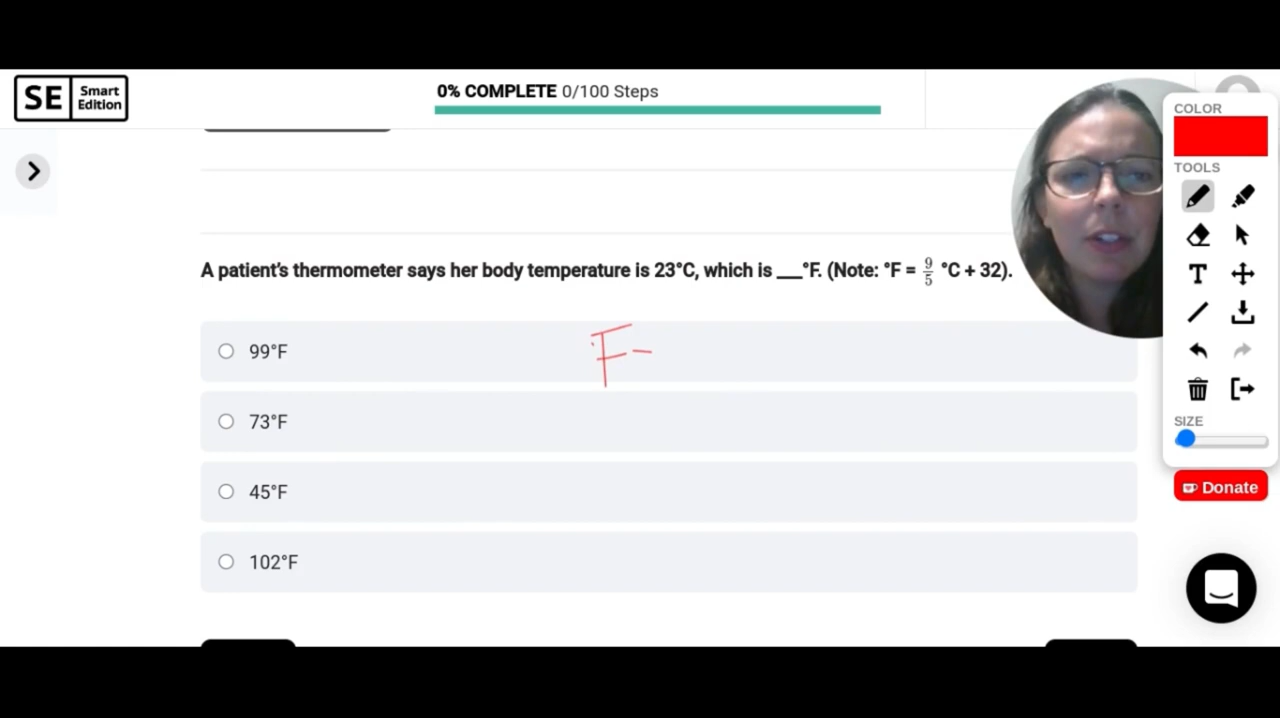 SE Smart Edition
0% COMPLETE 0/100 Steps
COLOR
TOOLS
T
SIZE
Donate
A patient's thermometer says her body temperature is 23°C, which is ___°F. (Note: °F = 9/5 °C + 32).
99°F
F-
73°F
45°F
102°F